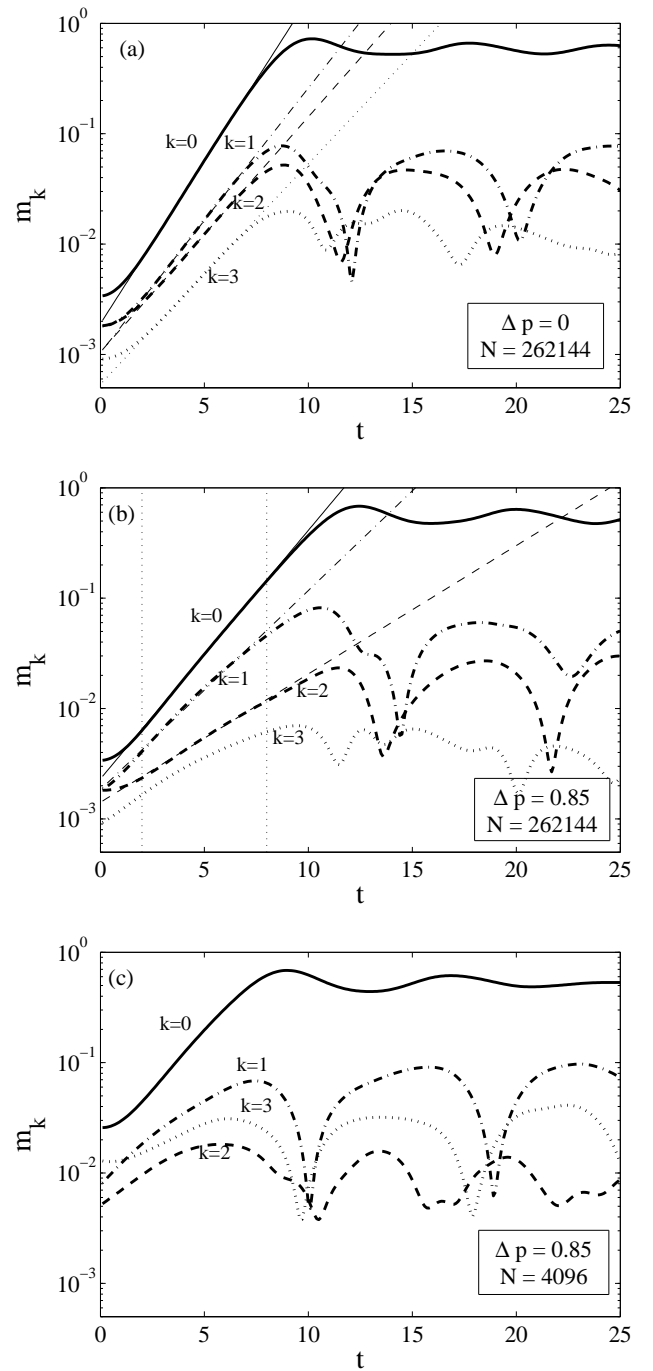 (a)
10^0
10^{-1}
10^{-2}
10^{-3}
m_k
k=0
k=1
k=2
k=3
Δ p = 0
N = 262144
0 5 10 15 20 25
t
(b)
10^0
10^{-1}
10^{-2}
10^{-3}
m_k
k=0
k=1
k=2
k=3
Δ p = 0.85
N = 262144
0 5 10 15 20 25
t
(c)
10^0
10^{-1}
10^{-2}
10^{-3}
m_k
k=0
k=1
k=3
k=2
Δ p = 0.85
N = 4096
0 5 10 15 20 25
t